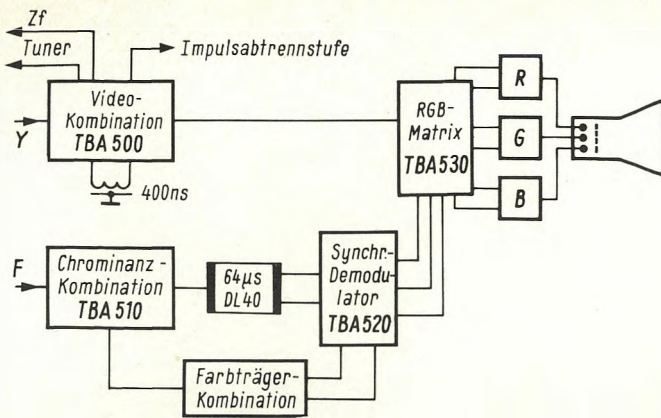 Zf
Tuner
Impulsabtrennstufe
Video-
Kombination
TBA 500
Y
400ns
RGB-
Matrix
TBA530
R
G
B
F
Chrominanz-
Kombination
TBA 510
64µs
DL40
Synchr.-
Demodu-
lator
TBA520
Farbträger-
Kombination